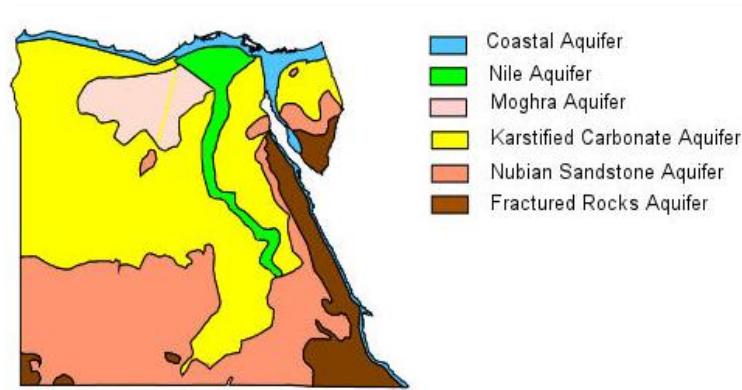 Coastal Aquifer
Nile Aquifer
Moghra Aquifer
Karstified Carbonate Aquifer
Nubian Sandstone Aquifer
Fractured Rocks Aquifer